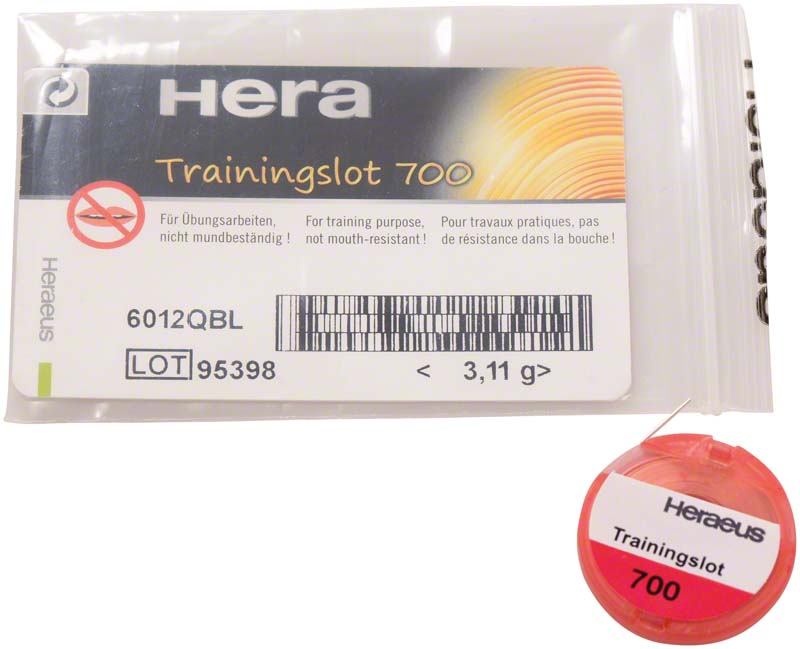 Hera
Trainingslot 700
Für Übungsarbeiten,
nicht mundbeständig !
For training purpose,
not mouth-resistant !
Pour travaux pratiques, pas
de résistance dans la bouche !
Heraeus
6012QBL
LOT 95398
< 3,11 g>
Heraeus
Heraeus
Trainingslot
700